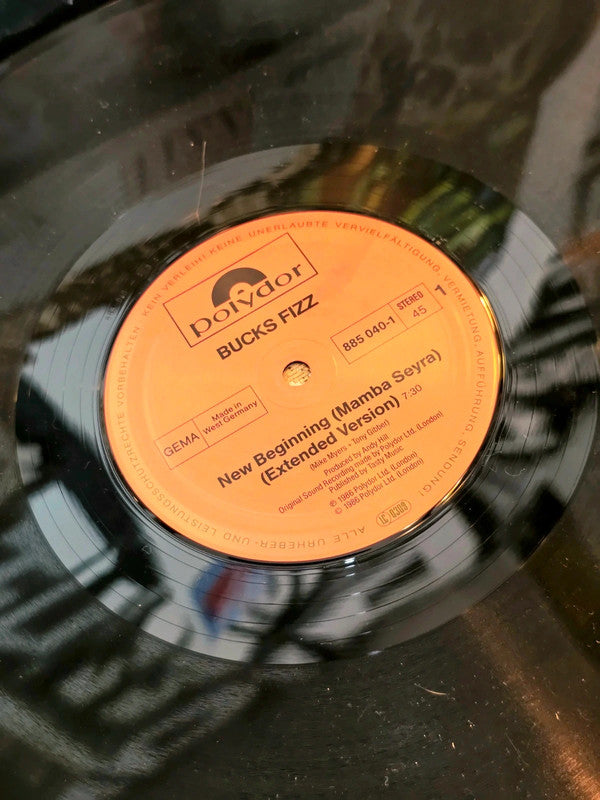 ALLE URHEBER- UND LEISTUNGSSCHUTZRECHTE VORBEHALTEN · KEIN VERLEIH! KEINE UNERLAUBTE VERVIELFÄLTIGUNG, VERMIETUNG, AUFFÜHRUNG, SENDUNG!
polydor
BUCKS FIZZ
885 040-1
STEREO
45
1
GEMA
Made in
West Germany
New Beginning (Mamba Seyra)
(Extended Version) 7:30
(Mike Myers - Tony Gibber)
Produced by Andy Hill
Original Sound Recording made by Polydor Ltd. (London)
Published by Tasty Music
℗ 1986 Polydor Ltd. (London)
© 1986 Polydor Ltd. (London)